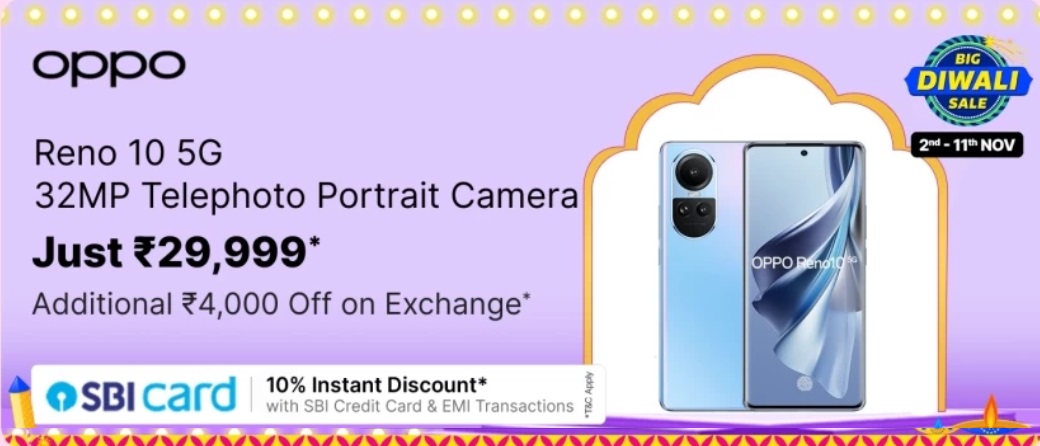 oppo
Reno 10 5G
32MP Telephoto Portrait Camera
Just ₹29,999*
Additional ₹4,000 Off on Exchange*
SBI card
10% Instant Discount*
with SBI Credit Card & EMI Transactions
*T&C Apply
BIG
DIWALI
SALE
2nd - 11th NOV
OPPO Reno10 5G